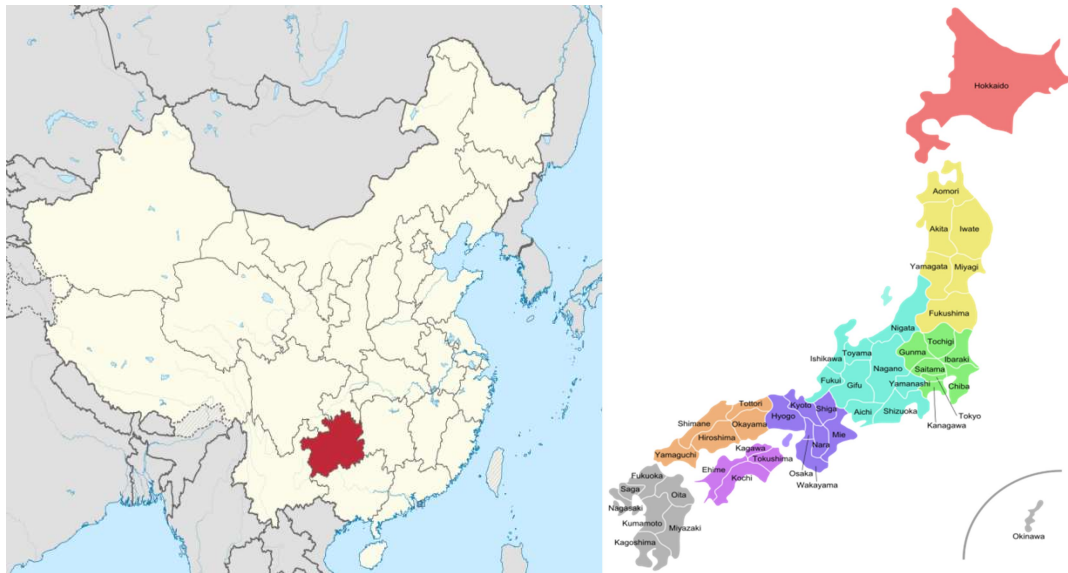 Hokkaido
Aomori
Akita
Iwate
Yamagata
Miyagi
Fukushima
Nigata
Tochigi
Gunma
Ibaraki
Ishikawa
Toyama
Nagano
Saitama
Fukui
Gifu
Yamanashi
Chiba
Aichi
Shizuoka
Tokyo
Kanagawa
Tottori
Kyoto
Shiga
Hyogo
Shimane
Okayama
Hiroshima
Mie
Nara
Yamaguchi
Kagawa
Tokushima
Osaka
Wakayama
Ehime
Kochi
Fukuoka
Saga
Oita
Nagasaki
Kumamoto
Miyazaki
Kagoshima
Okinawa